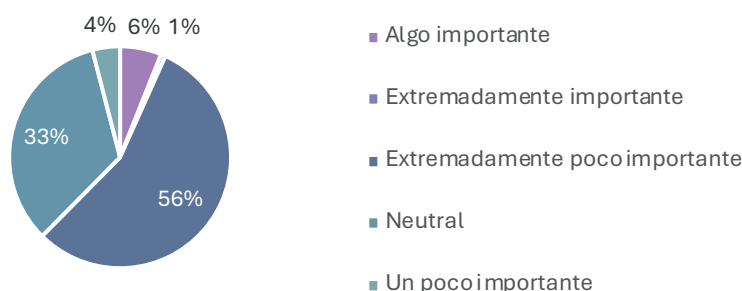 4% 6% 1%
Algo importante
Extremadamente importante
33%
Extremadamente poco importante
56%
Neutral
Un poco importante